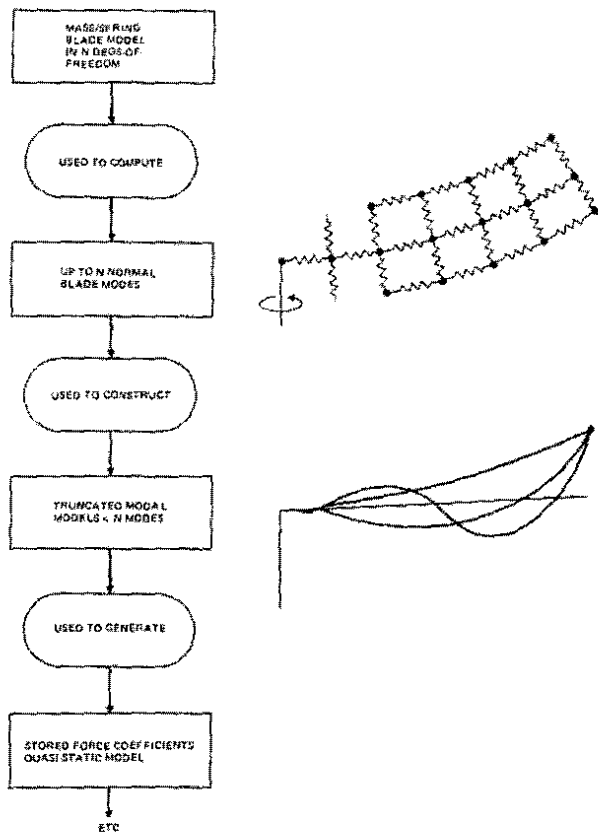 MASS/SPRING
BLADE MODEL
IN N DEGS-OF-
FREEDOM
USED TO COMPUTE
UP TO N NORMAL
BLADE MODES
USED TO CONSTRUCT
TRUNCATED MODAL
MODELS < N MODES
USED TO GENERATE
STORED FORCE COEFFICIENTS
QUASI STATIC MODEL
ETC